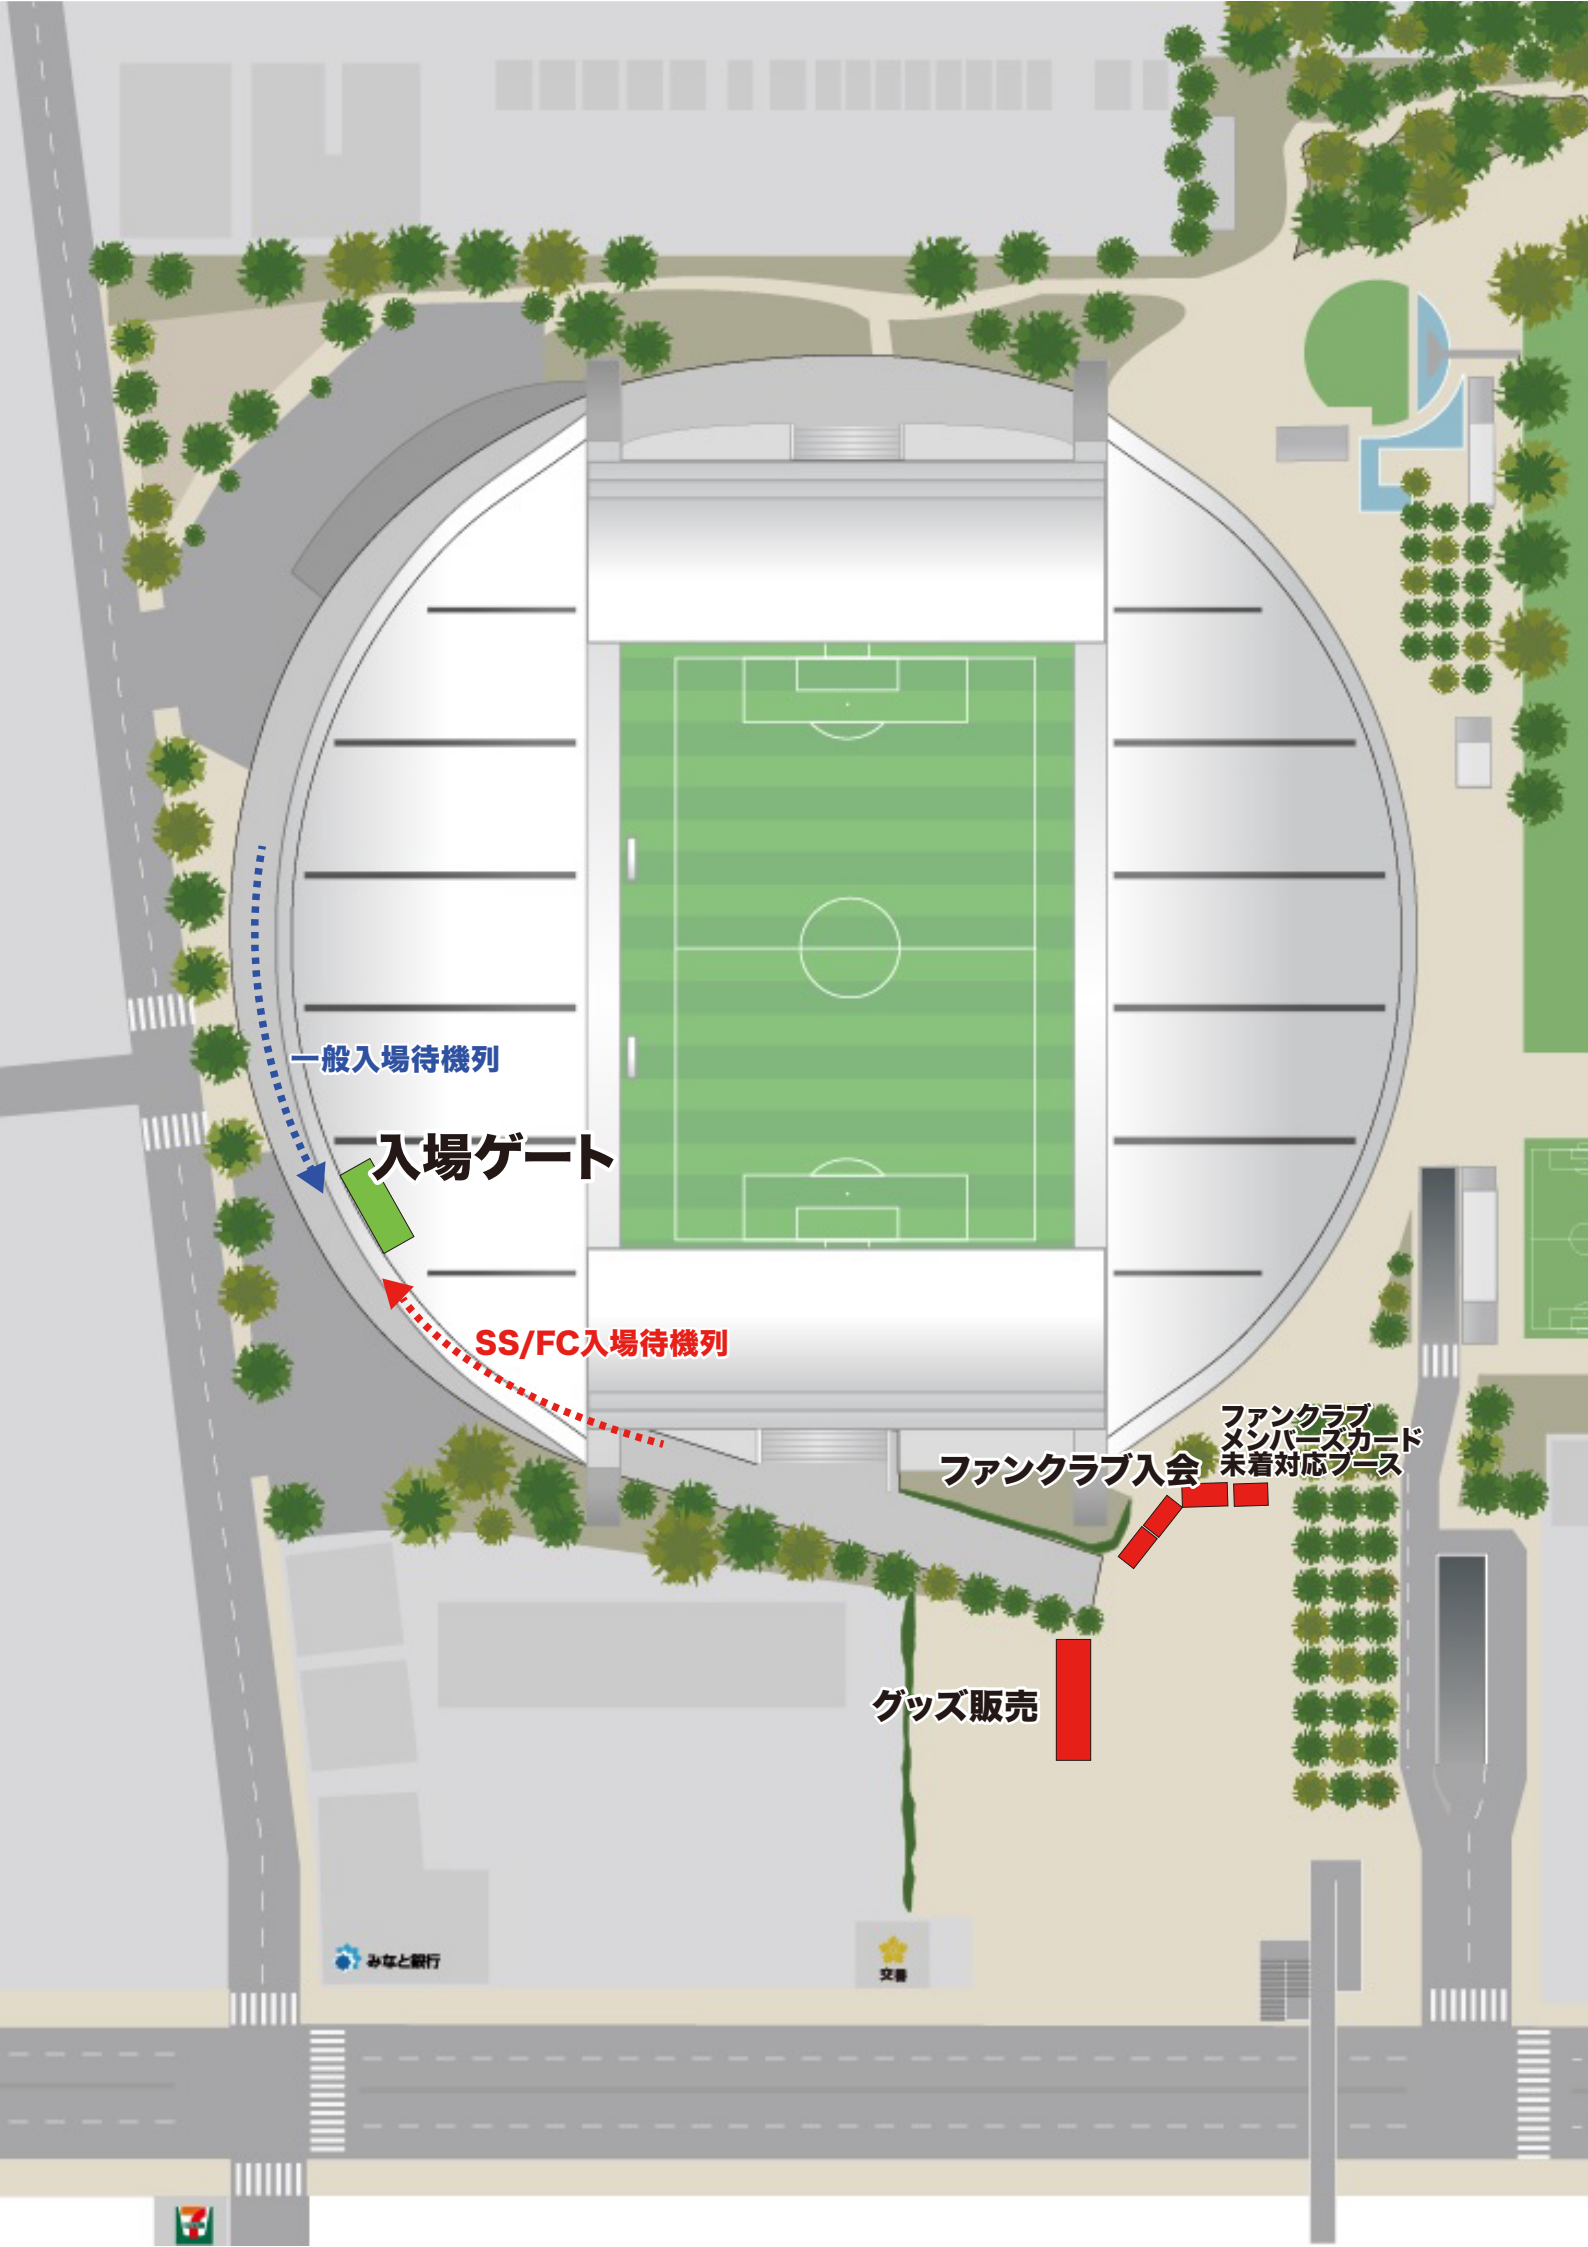 一般入場待機列
入場ゲート
SS/FC入場待機列
ファンクラブ
メンバーズカード
未着対応ブース
ファンクラブ入会
グッズ販売
みなと銀行
交番
7